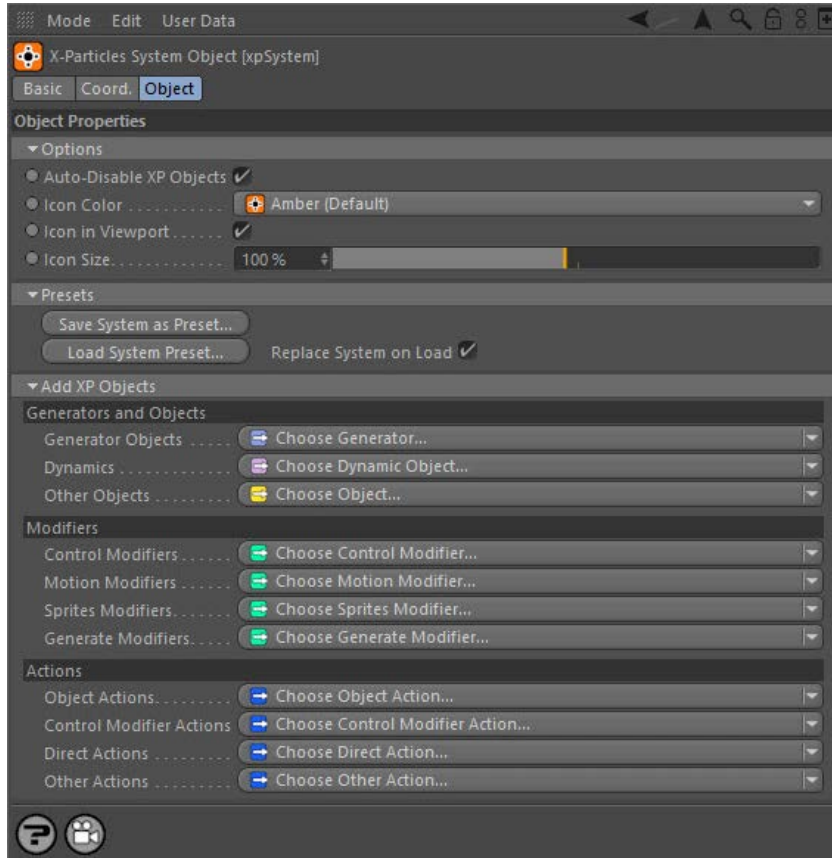 Mode Edit User Data
X-Particles System Object [xpSystem]
Basic Coord. Object
Object Properties
Options
Auto-Disable XP Objects
Icon Color . . . . . . . . . . . Amber (Default)
Icon in Viewport . . . . . .
Icon Size. . . . . . . . . . . . . 100 %
Presets
Save System as Preset...
Load System Preset... Replace System on Load
Add XP Objects
Generators and Objects
Generator Objects . . . . . Choose Generator...
Dynamics . . . . . . . . . . . . Choose Dynamic Object...
Other Objects . . . . . . . . . Choose Object...
Modifiers
Control Modifiers . . . . . . Choose Control Modifier...
Motion Modifiers . . . . . . Choose Motion Modifier...
Sprites Modifiers. . . . . . . Choose Sprites Modifier...
Generate Modifiers. . . . . Choose Generate Modifier...
Actions
Object Actions. . . . . . . . . Choose Object Action...
Control Modifier Actions Choose Control Modifier Action...
Direct Actions . . . . . . . . . Choose Direct Action...
Other Actions . . . . . . . . . Choose Other Action...